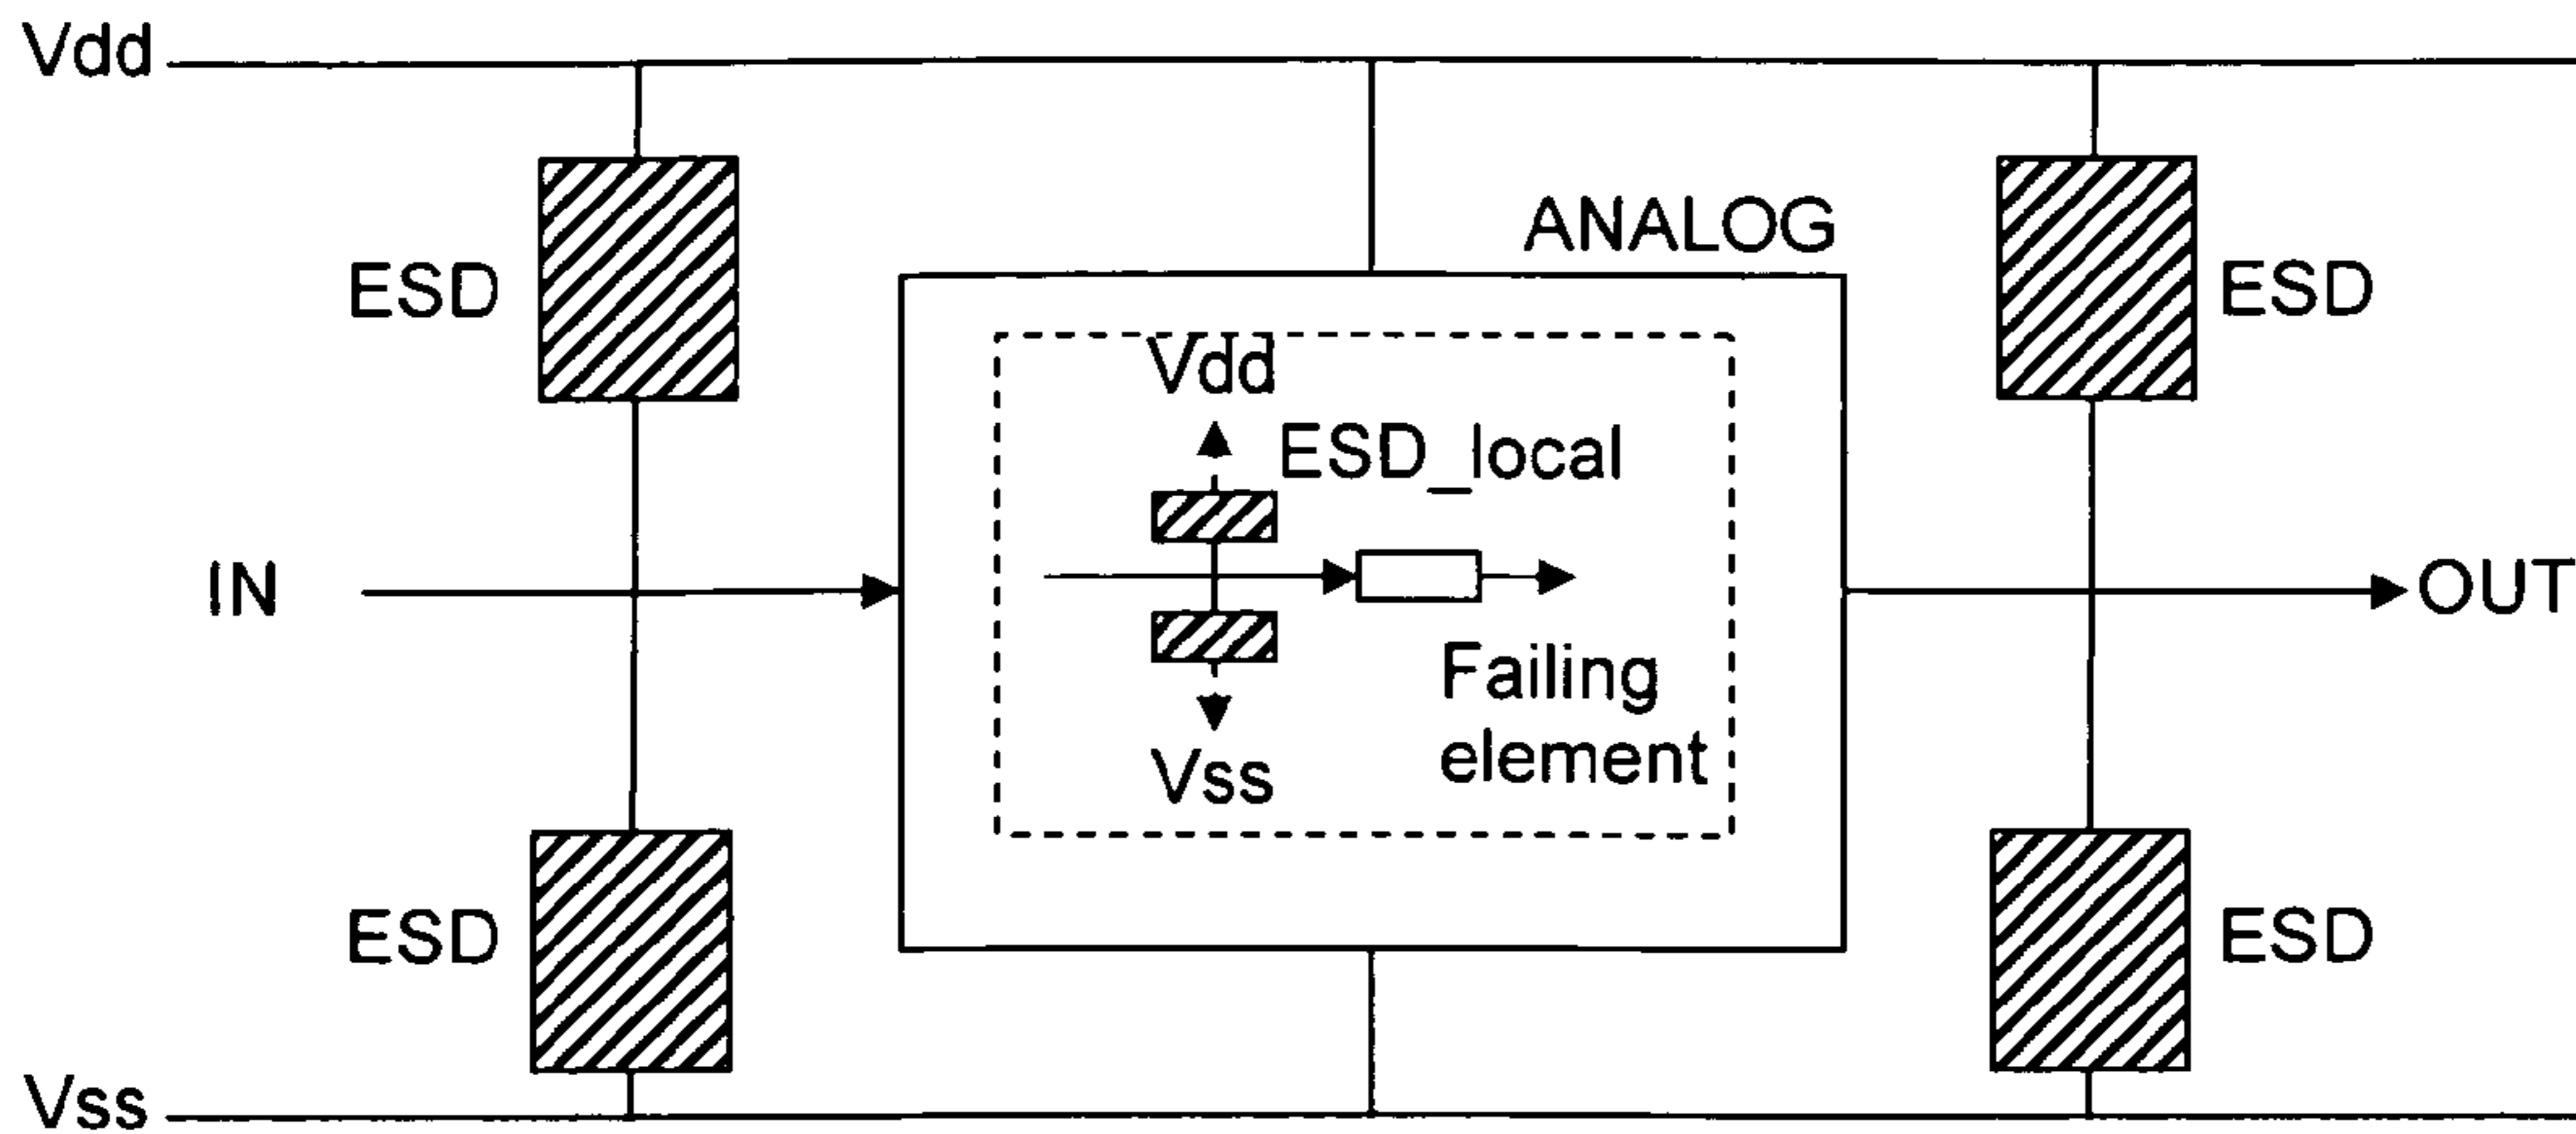 Vdd
ANALOG
ESD
ESD
Vdd
ESD_local
IN
OUT
Failing
element
Vss
ESD
ESD
Vss